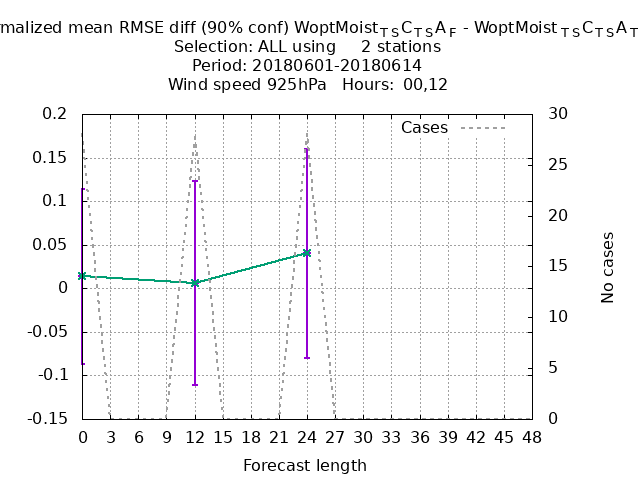 rmalized mean RMSE diff (90% conf) WoptMoistTSCTSAF - WoptMoistTSCTSAT
Selection: ALL using 2 stations
Period: 20180601-20180614
Wind speed 925hPa Hours: 00,12
Cases
0.2
0.15
0.1
0.05
0
-0.05
-0.1
-0.15
30
25
20
15
10
5
0
No cases
0 3 6 9 12 15 18 21 24 27 30 33 36 39 42 45 48
Forecast length